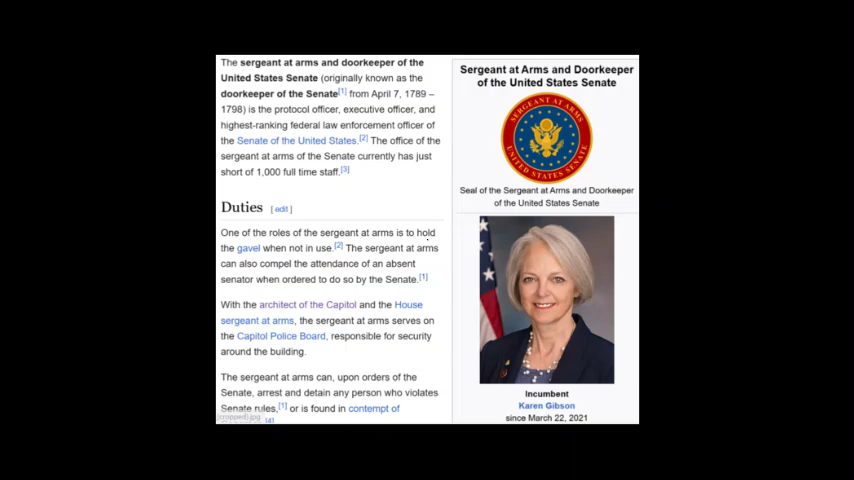 The sergeant at arms and doorkeeper of the
United States Senate (originally known as the
doorkeeper of the Senate[1] from April 7, 1789 –
1798) is the protocol officer, executive officer, and
highest-ranking federal law enforcement officer of
the Senate of the United States.[2] The office of the
sergeant at arms of the Senate currently has just
short of 1,000 full time staff.[3]
Duties [ edit ]
One of the roles of the sergeant at arms is to hold
the gavel when not in use.[2] The sergeant at arms
can also compel the attendance of an absent
senator when ordered to do so by the Senate.[1]
With the architect of the Capitol and the House
sergeant at arms, the sergeant at arms serves on
the Capitol Police Board, responsible for security
around the building.
The sergeant at arms can, upon orders of the
Senate, arrest and detain any person who violates
Senate rules,[1] or is found in contempt of
[4]
Sergeant at Arms and Doorkeeper
of the United States Senate
SERGEANT AT ARMS
UNITED STATES SENATE
Seal of the Sergeant at Arms and Doorkeeper
of the United States Senate
Incumbent
Karen Gibson
since March 22, 2021